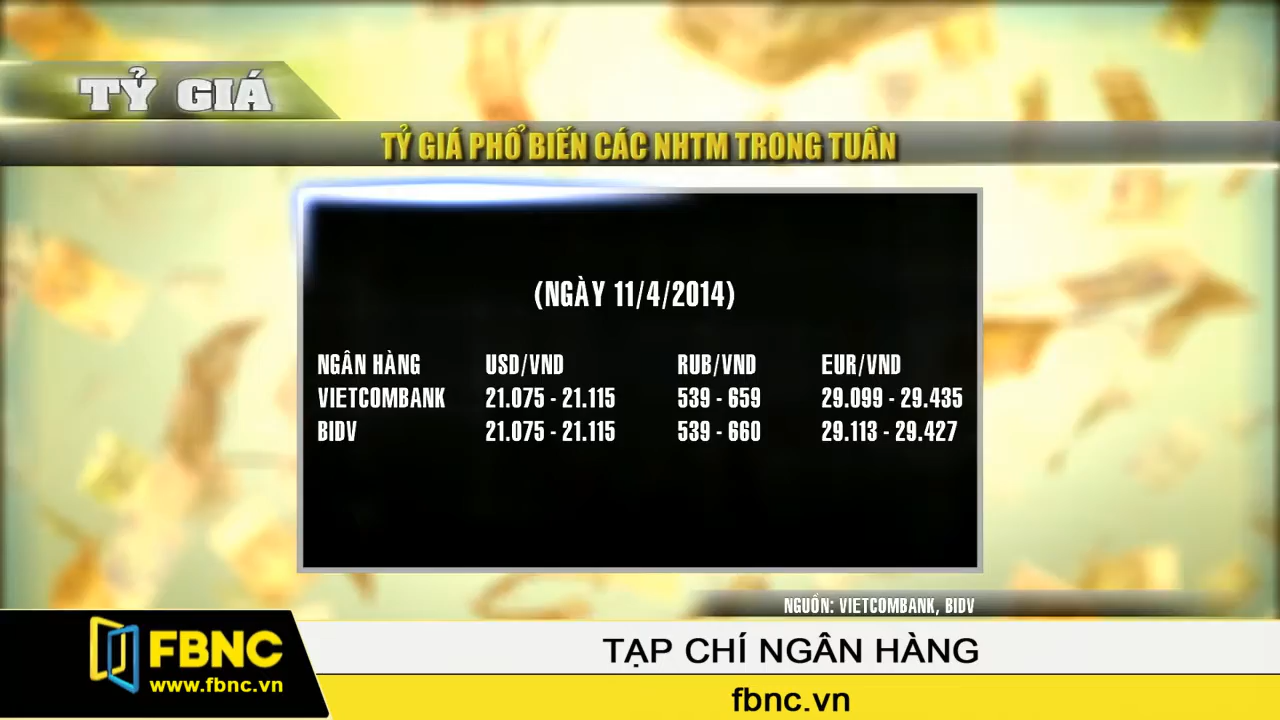 TỶ GIÁ
TỶ GIÁ PHỔ BIẾN CÁC NHTM TRONG TUẦN
(NGÀY 11/4/2014)
NGÂN HÀNG USD/VND RUB/VND EUR/VND
VIETCOMBANK 21.075 - 21.115 539 - 659 29.099 - 29.435
BIDV 21.075 - 21.115 539 - 660 29.113 - 29.427
NGUỒN: VIETCOMBANK, BIDV
FBNC
www.fbnc.vn
TẠP CHÍ NGÂN HÀNG
fbnc.vn